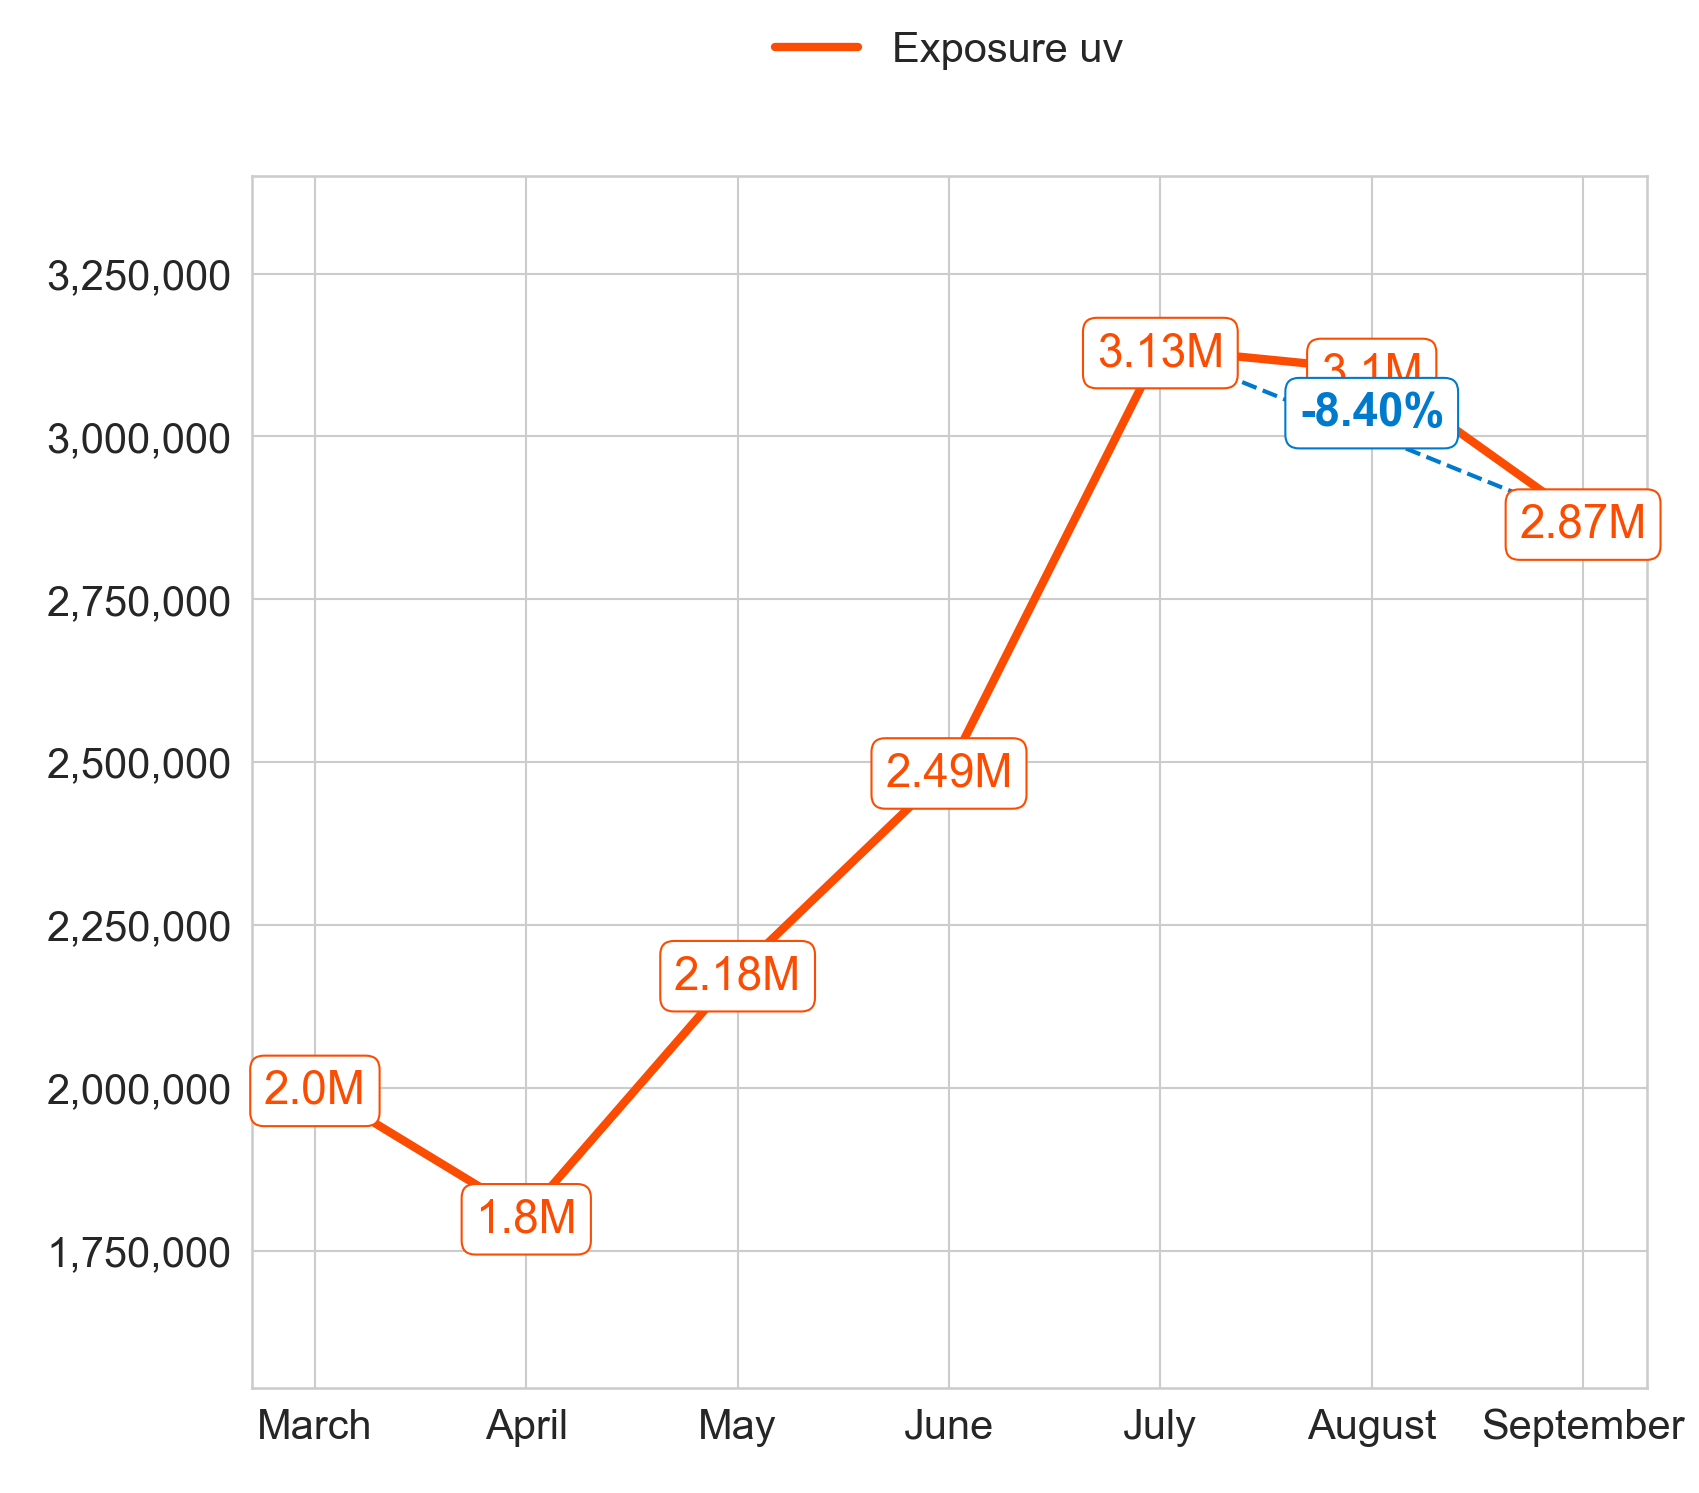 Exposure uv
3,250,000
3,000,000
2,750,000
2,500,000
2,250,000
2,000,000
1,750,000
2.0M
1.8M
2.18M
2.49M
3.13M
3.1M
-8.40%
2.87M
March April May June July August September